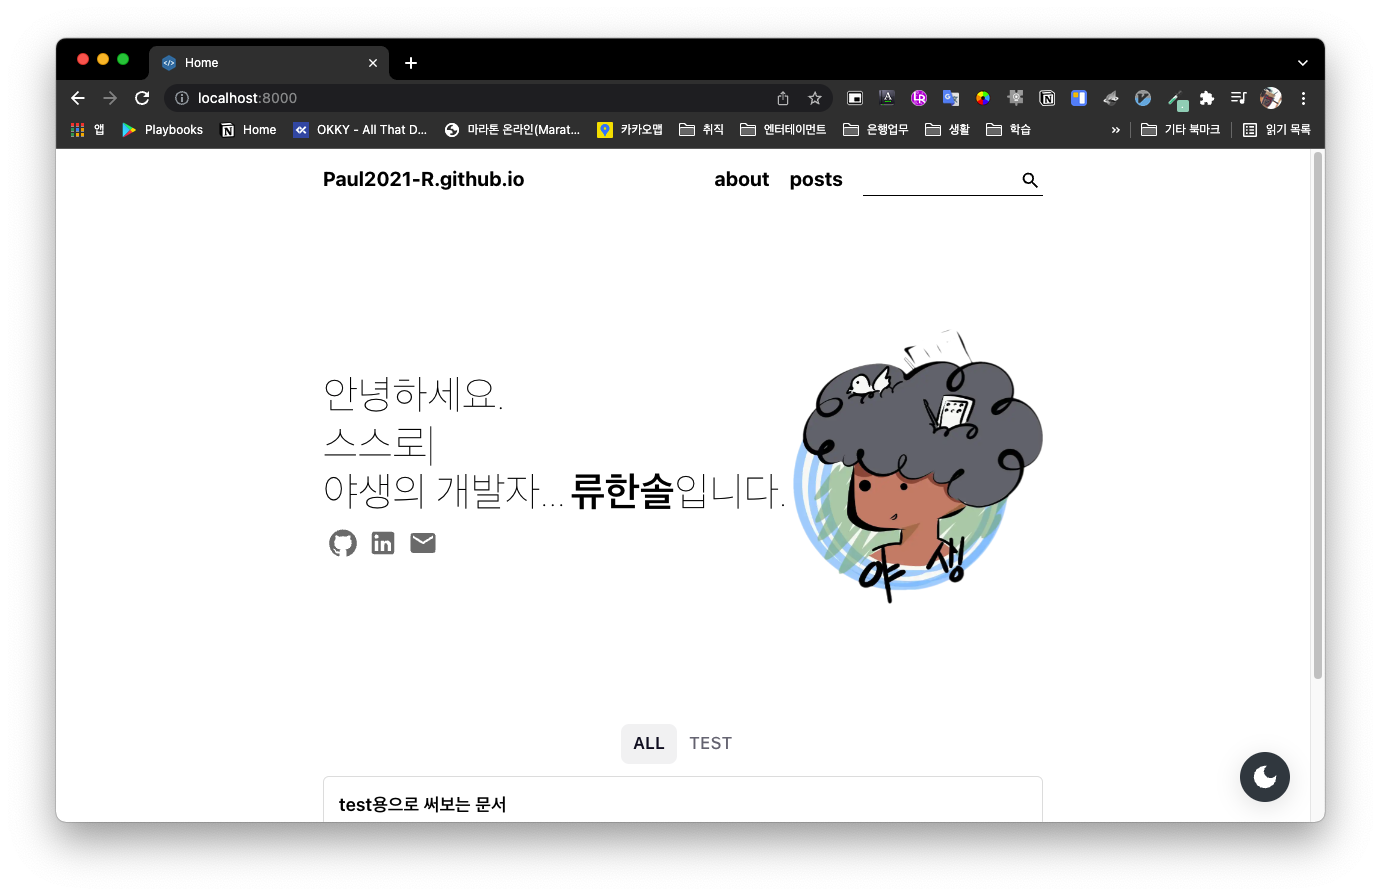 Home
localhost:8000
앱
Playbooks
Home
OKKY - All That D...
마라톤 온라인(Marat...
카카오맵
취직
엔터테이먼트
은행업무
생활
학습
»
기타 북마크
읽기 목록
Paul2021-R.github.io
about
posts
안녕하세요.
스스로|
야생의 개발자... 류한솔입니다.
야생
ALL
TEST
test용으로 써보는 문서